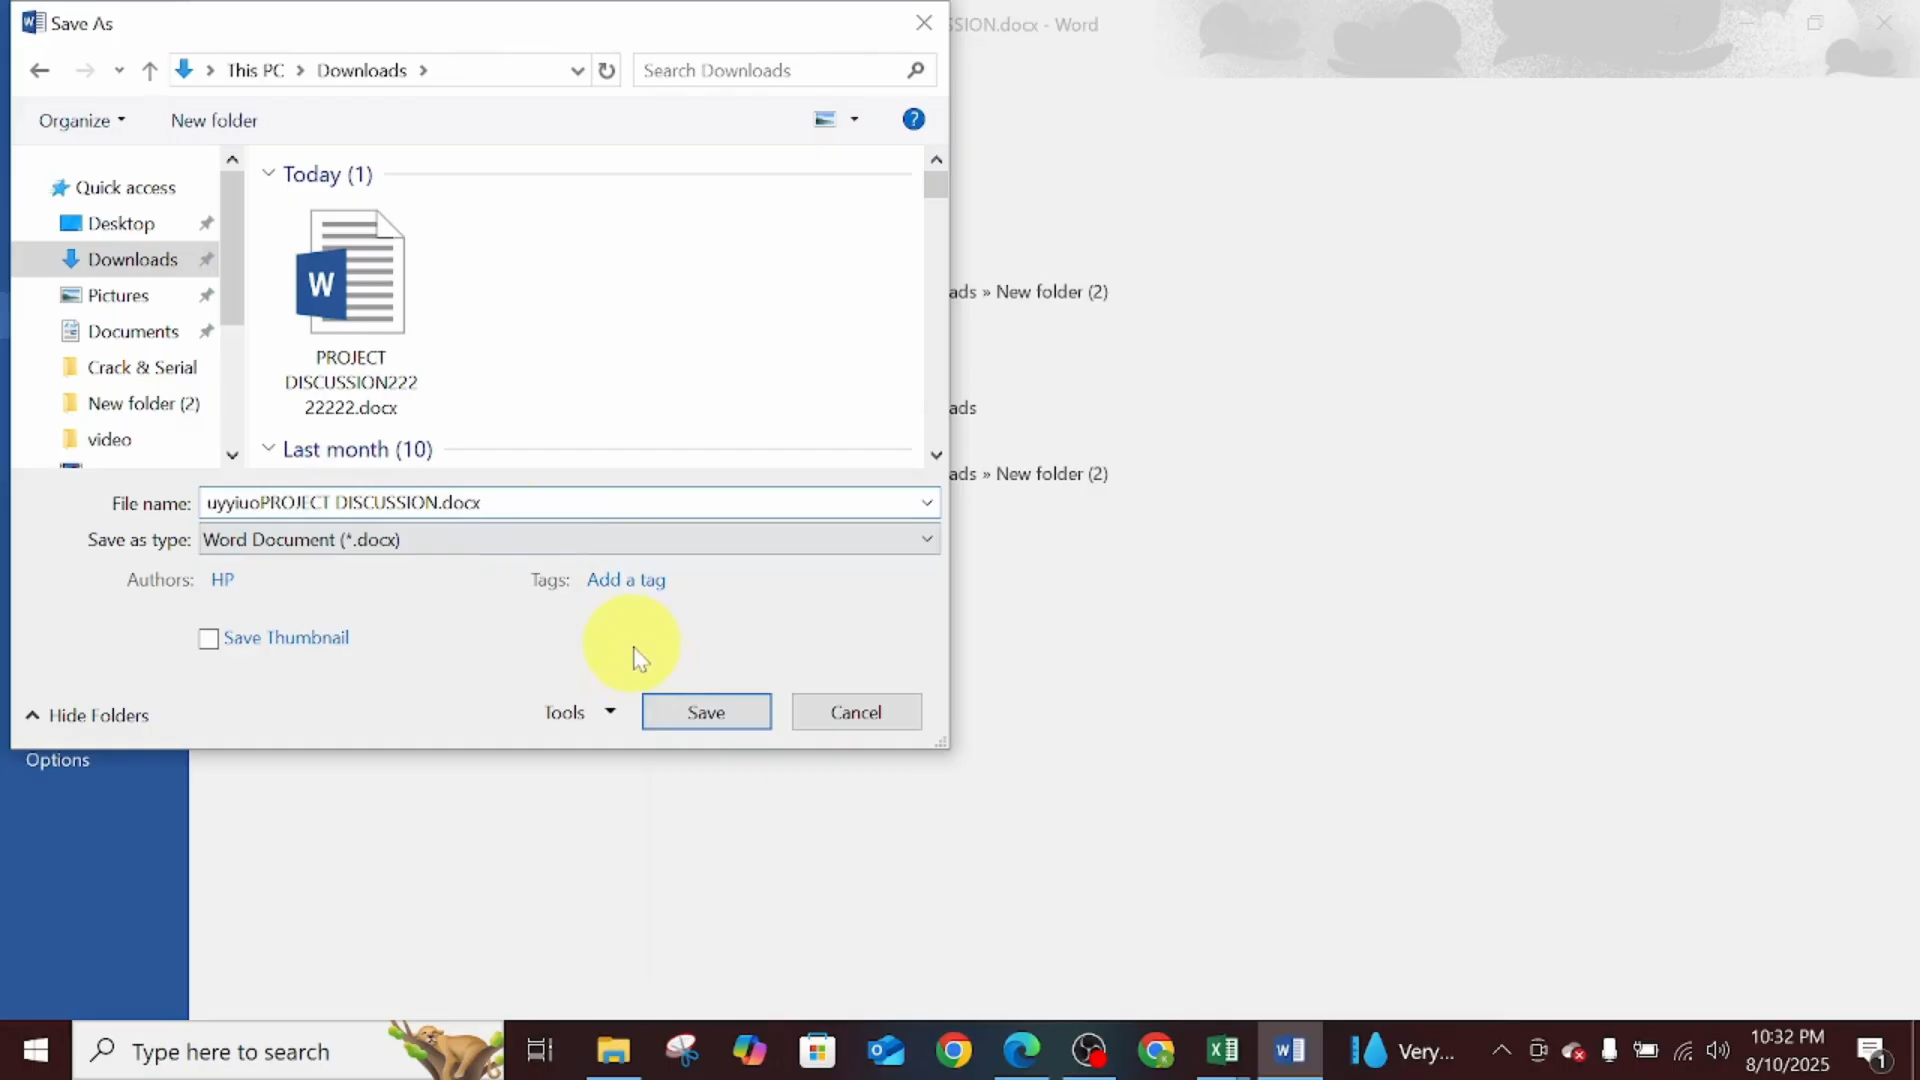 Save As
SSION.docx - Word
This PC
Downloads
Search Downloads
Organize
New folder
?
Quick access
Desktop
Downloads
Pictures
Documents
Crack & Serial
New folder (2)
video
Today (1)
W
PROJECT
DISCUSSION222
22222.docx
Last month (10)
ads » New folder (2)
ads
ads » New folder (2)
File name: uyyiuoPROJECT DISCUSSION.docx
Save as type: Word Document (*.docx)
Authors: HP
Tags: Add a tag
Save Thumbnail
Hide Folders
Tools
Save
Cancel
Options
Type here to search
Very...
10:32 PM
8/10/2025
1